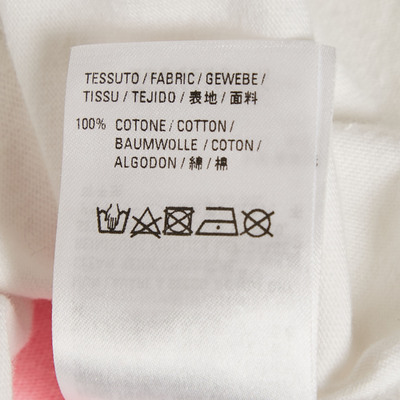 TESSUTO / FABRIC / GEWEBE /
TISSU / TEJIDO / 表地 / 面料
100% COTONE / COTTON /
BAUMWOLLE / COTON /
ALGODON / 綿 / 棉